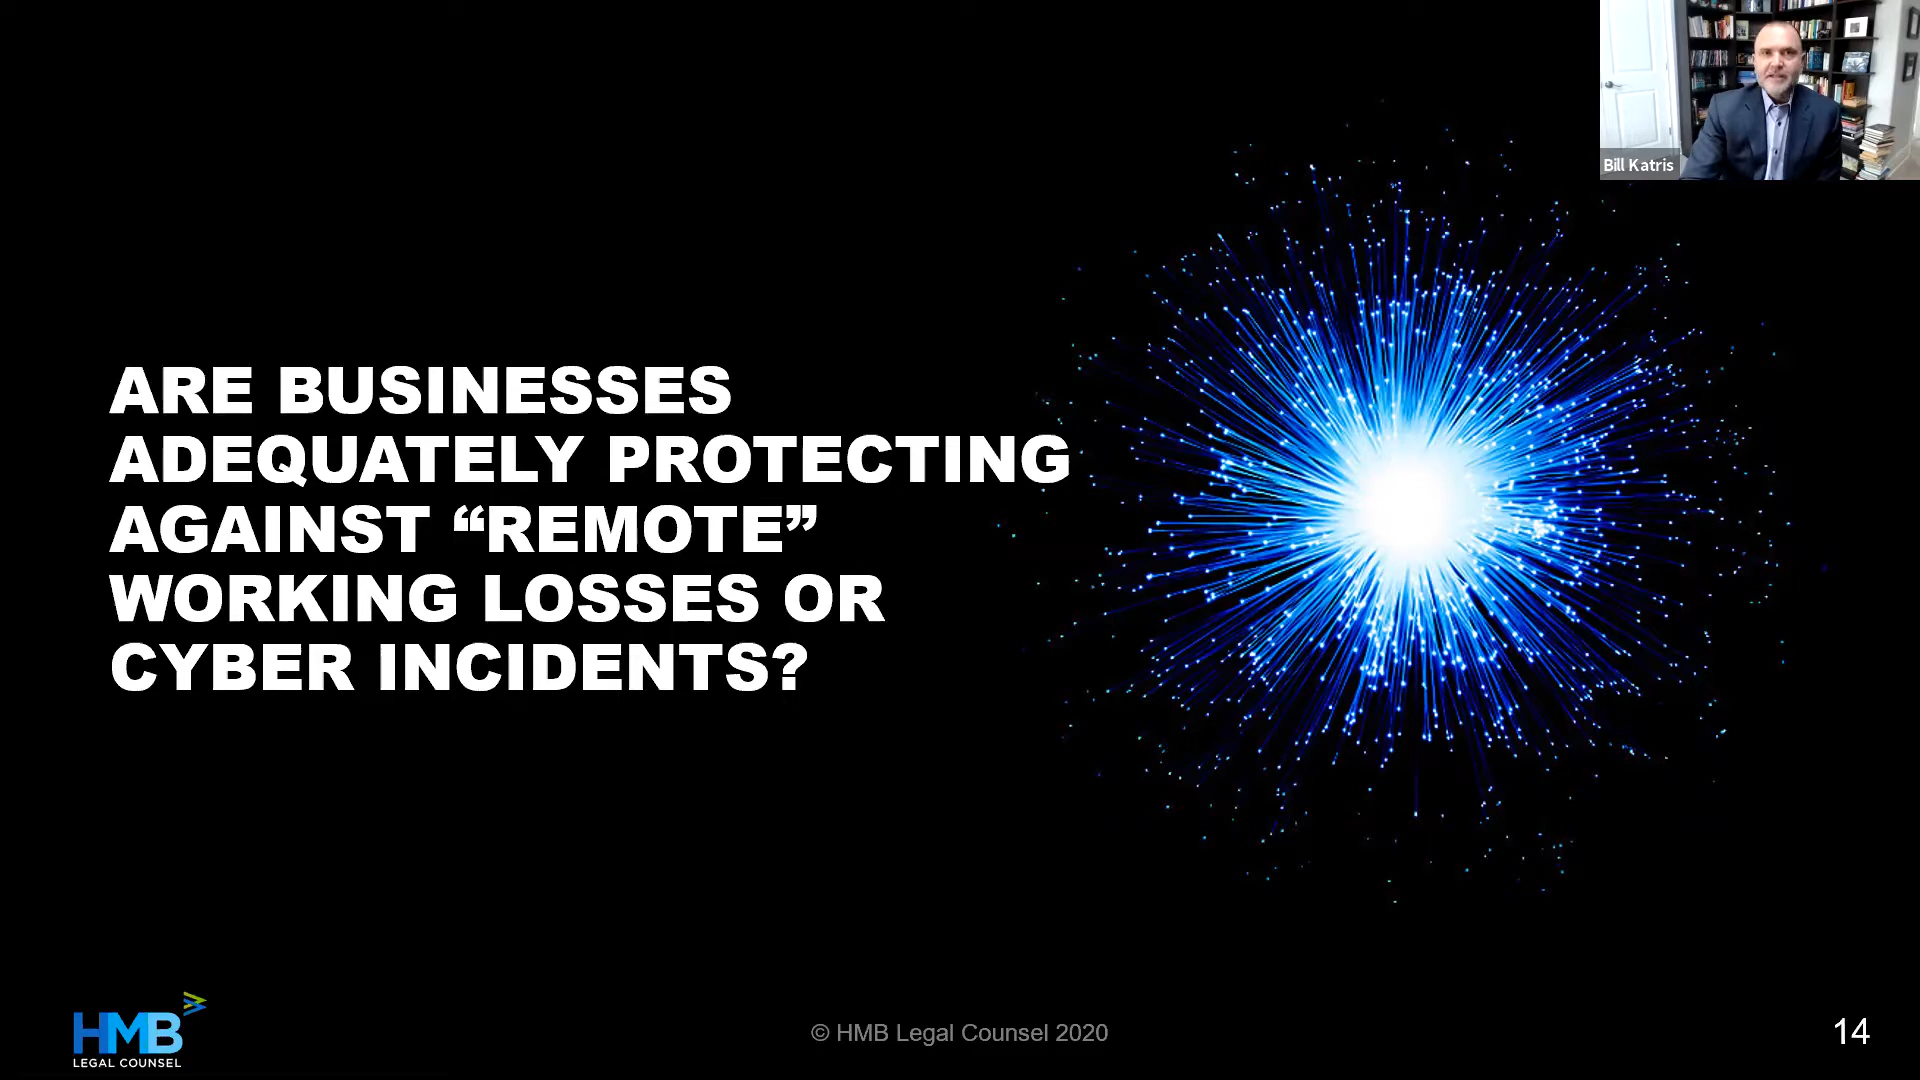 Bill Katris
ARE BUSINESSES
ADEQUATELY PROTECTING
AGAINST “REMOTE”
WORKING LOSSES OR
CYBER INCIDENTS?
HMB
LEGAL COUNSEL
© HMB Legal Counsel 2020
14